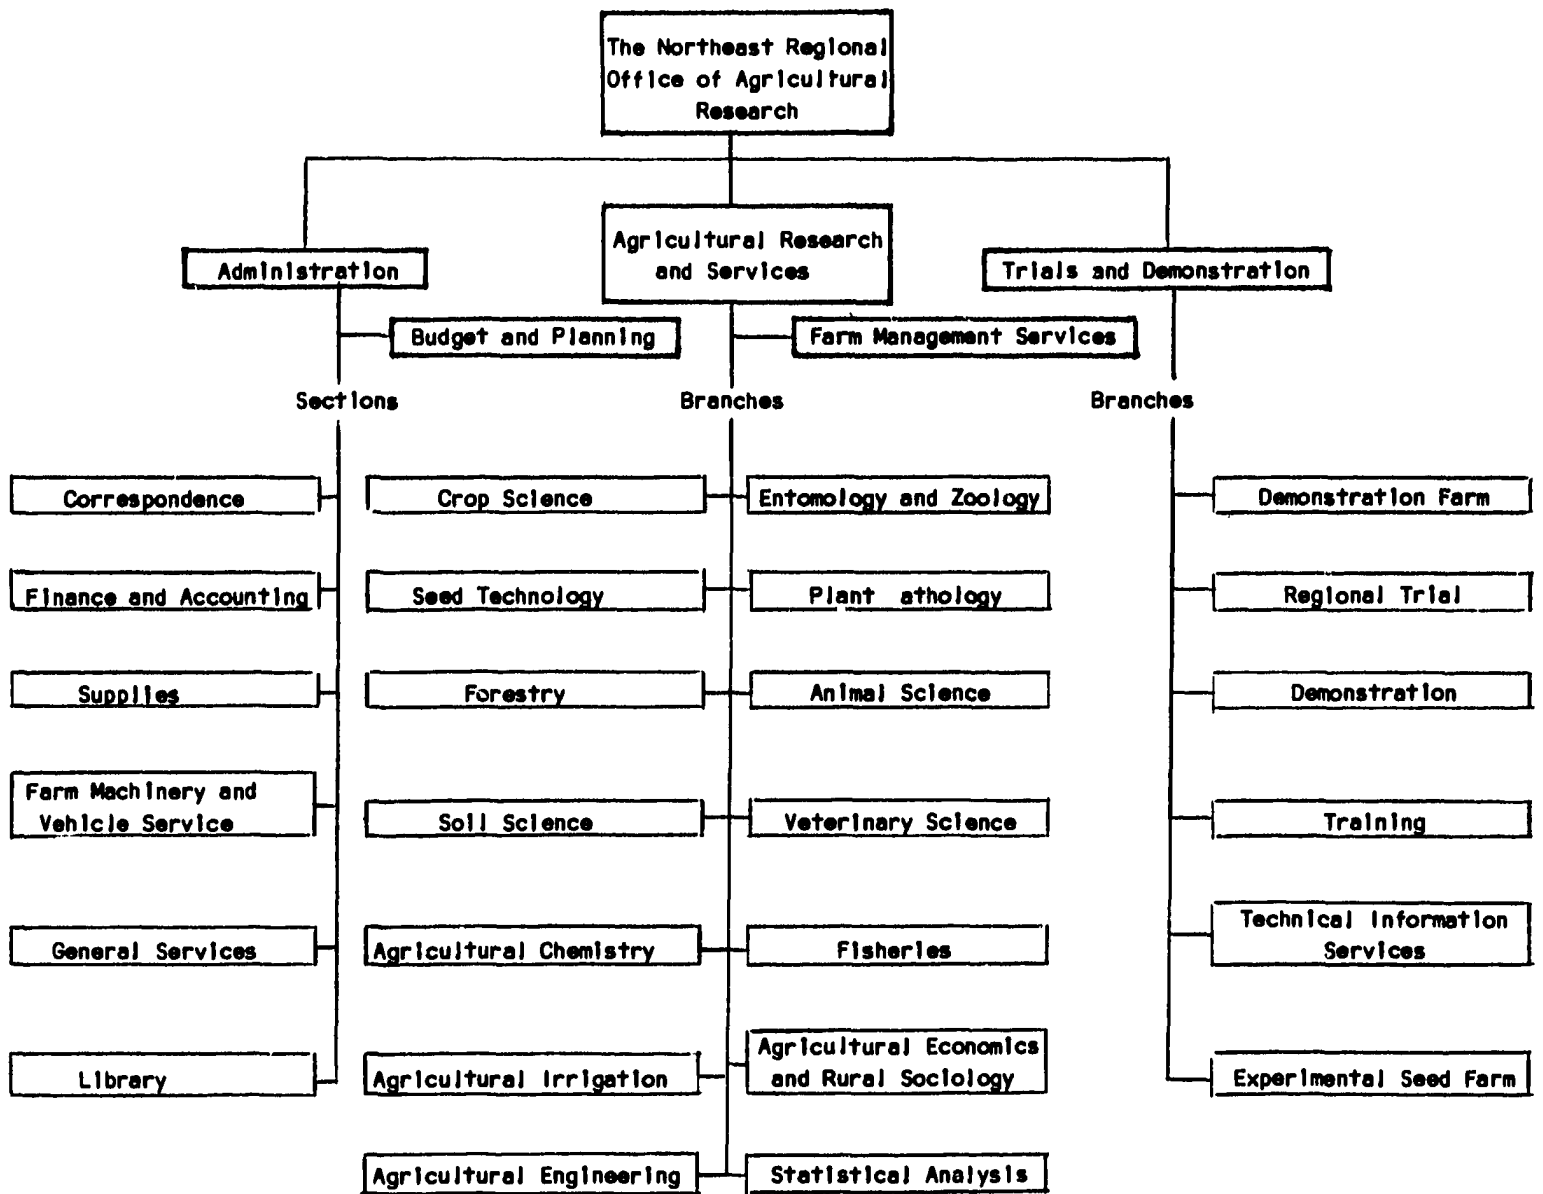 The Northeast Regional
Office of Agricultural
Research
Agricultural Research
and Services
Administration
Trials and Demonstration
Budget and Planning
Farm Management Services
Sections
Branches
Branches
Correspondence
Crop Science
Entomology and Zoology
Demonstration Farm
Finance and Accounting
Seed Technology
Plant athology
Regional Trial
Supplies
Forestry
Animal Science
Demonstration
Farm Machinery and
Vehicle Service
Soil Science
Veterinary Science
Training
General Services
Agricultural Chemistry
Fisheries
Technical Information
Services
Library
Agricultural Irrigation
Agricultural Economics
and Rural Sociology
Experimental Seed Farm
Agricultural Engineering
Statistical Analysis